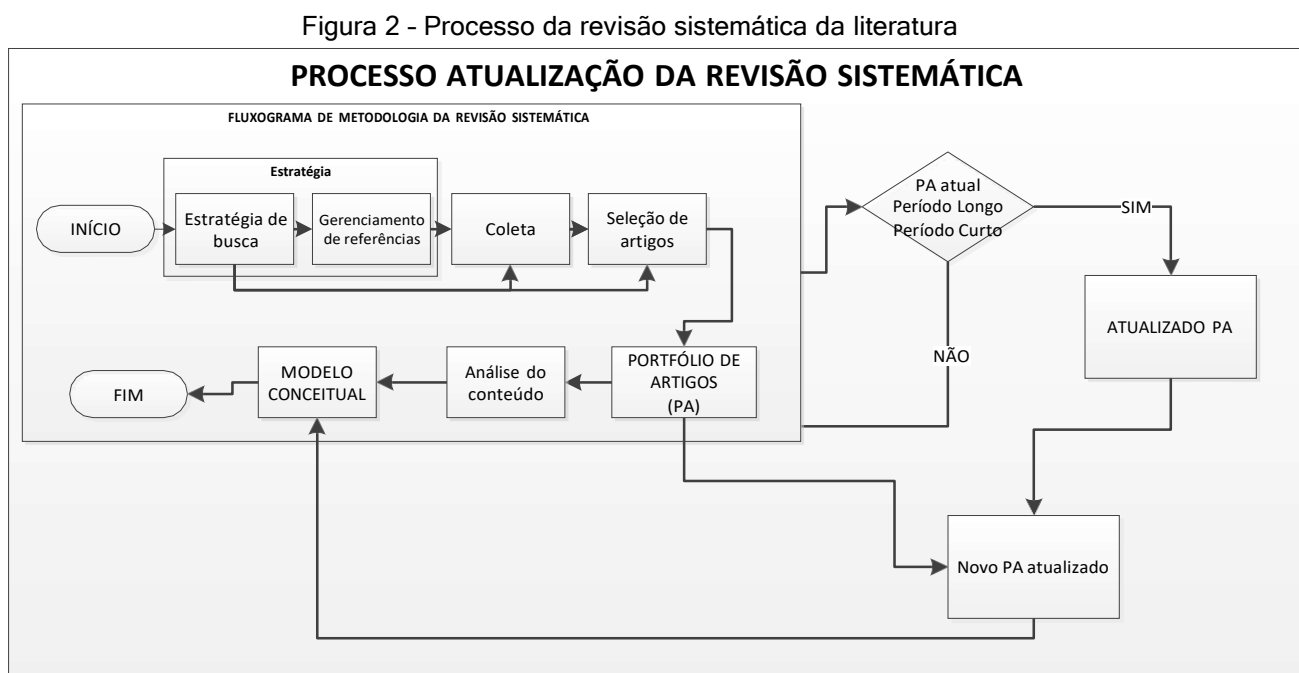 Figura 2 - Processo da revisão sistemática da literatura
PROCESSO ATUALIZAÇÃO DA REVISÃO SISTEMÁTICA
FLUXOGRAMA DE METODOLOGIA DA REVISÃO SISTEMÁTICA
Estratégia
INÍCIO
Estratégia de
busca
Gerenciamento
de referências
Coleta
Seleção de
artigos
PA atual
Período Longo
Período Curto
SIM
ATUALIZADO PA
NÃO
FIM
MODELO
CONCEITUAL
Análise do
conteúdo
PORTFÓLIO DE
ARTIGOS
(PA)
Novo PA atualizado